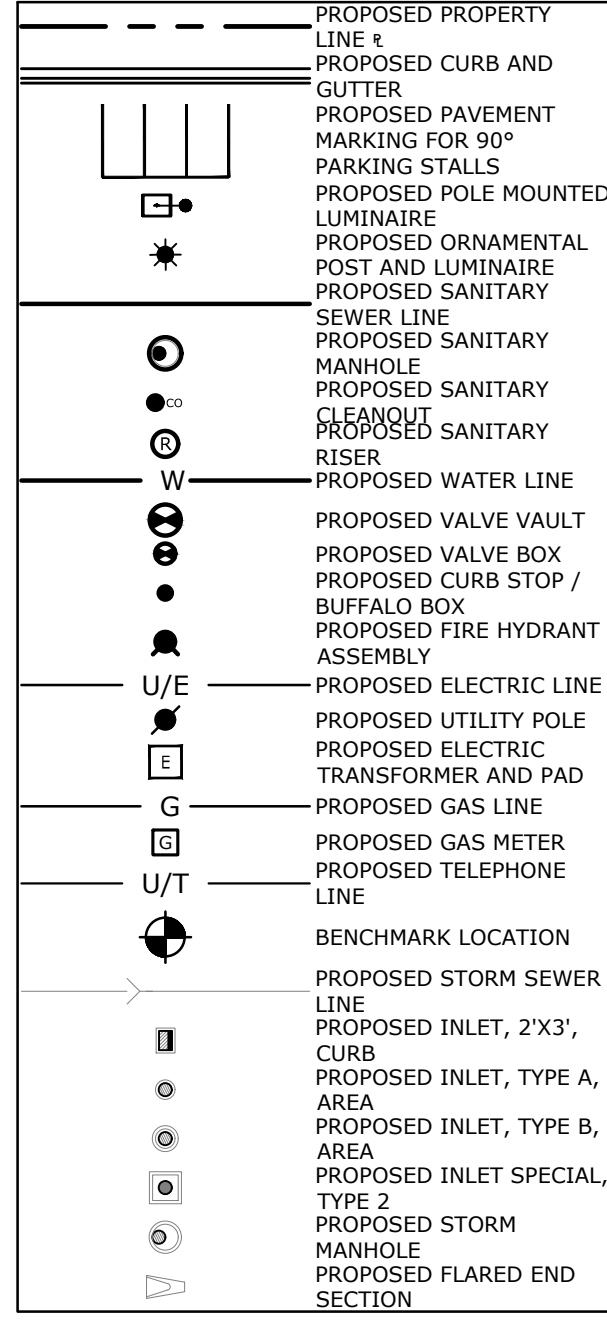 PROPOSED PROPERTY
LINE ⅊
PROPOSED CURB AND
GUTTER
PROPOSED PAVEMENT
MARKING FOR 90°
PARKING STALLS
PROPOSED POLE MOUNTED
LUMINAIRE
PROPOSED ORNAMENTAL
POST AND LUMINAIRE
PROPOSED SANITARY
SEWER LINE
PROPOSED SANITARY
MANHOLE
CO
PROPOSED SANITARY
CLEANOUT
R
PROPOSED SANITARY
RISER
W
PROPOSED WATER LINE
PROPOSED VALVE VAULT
PROPOSED VALVE BOX
PROPOSED CURB STOP /
BUFFALO BOX
PROPOSED FIRE HYDRANT
ASSEMBLY
U/E
PROPOSED ELECTRIC LINE
PROPOSED UTILITY POLE
E
PROPOSED ELECTRIC
TRANSFORMER AND PAD
G
PROPOSED GAS LINE
G
PROPOSED GAS METER
U/T
PROPOSED TELEPHONE
LINE
BENCHMARK LOCATION
PROPOSED STORM SEWER
LINE
PROPOSED INLET, 2'X3',
CURB
PROPOSED INLET, TYPE A,
AREA
PROPOSED INLET, TYPE B,
AREA
PROPOSED INLET SPECIAL,
TYPE 2
PROPOSED STORM
MANHOLE
PROPOSED FLARED END
SECTION